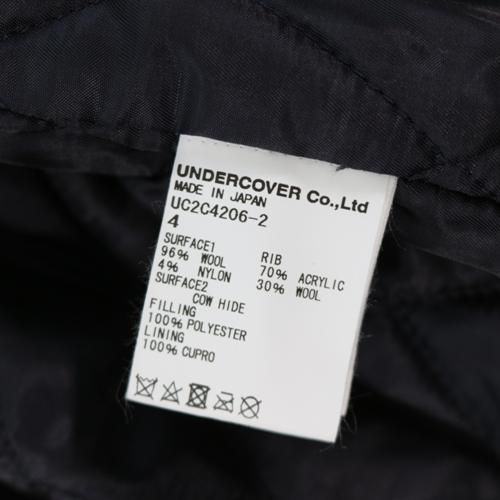 UNDERCOVER Co.,Ltd
MADE IN JAPAN
UC2C4206-2
4
SURFACE1
96% WOOL
4% NYLON
SURFACE2
COW HIDE
FILLING
100% POLYESTER
LINING
100% CUPRO
RIB
70% ACRYLIC
30% WOOL